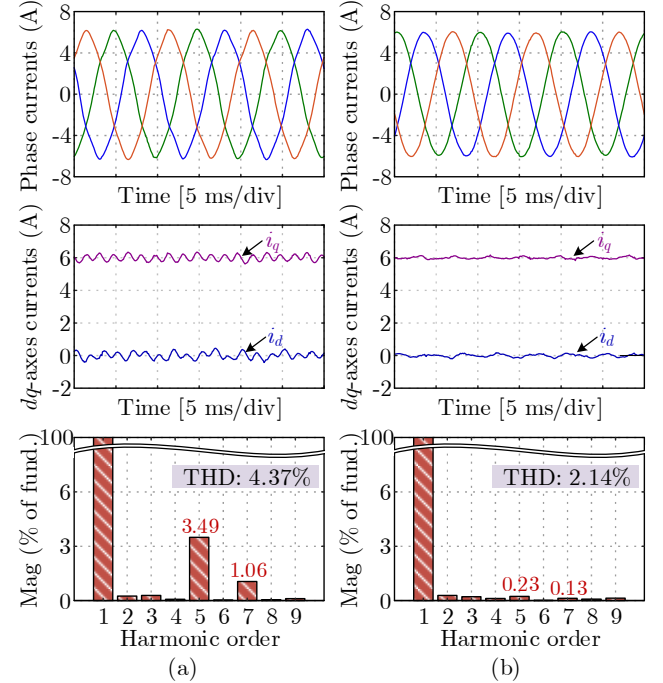 Phase currents (A)
8
4
0
-4
-8
Time [5 ms/div]
Phase currents (A)
8
4
0
-4
-8
Time [5 ms/div]
dq-axes currents (A)
8
6
4
2
0
-2
i_q
i_d
Time [5 ms/div]
dq-axes currents (A)
8
6
4
2
0
-2
i_q
i_d
Time [5 ms/div]
Mag (% of fund.)
100
6
3
0
THD: 4.37%
3.49
1.06
1 2 3 4 5 6 7 8 9
Harmonic order
(a)
Mag (% of fund.)
100
6
3
0
THD: 2.14%
0.23
0.13
1 2 3 4 5 6 7 8 9
Harmonic order
(b)